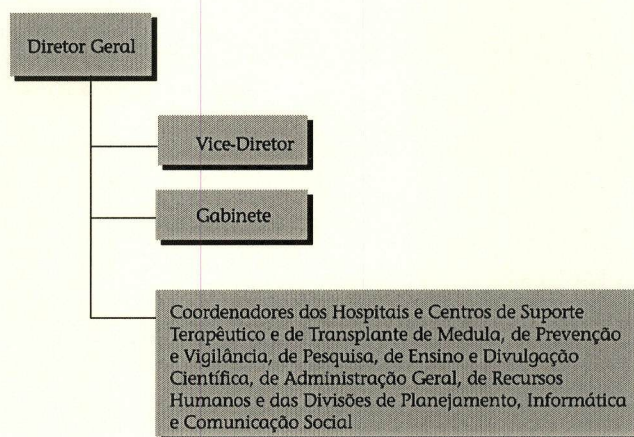 Diretor Geral
Vice-Diretor
Gabinete
Coordenadores dos Hospitais e Centros de Suporte
Terapêutico e de Transplante de Medula, de Prevenção
e Vigilância, de Pesquisa, de Ensino e Divulgação
Científica, de Administração Geral, de Recursos
Humanos e das Divisões de Planejamento, Informática
e Comunicação Social